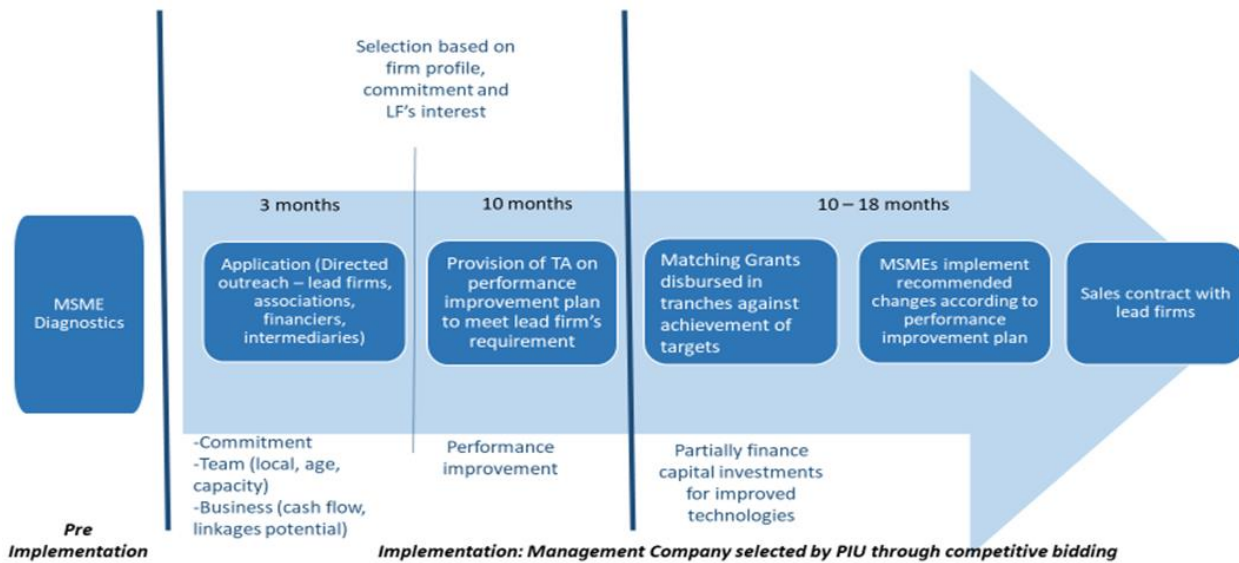 Selection based on
firm profile,
commitment and
LF's interest
3 months
10 months
10 – 18 months
MSME
Diagnostics
Application (Directed
outreach – lead firms,
associations,
financiers,
intermediaries)
Provision of TA on
performance
improvement plan
to meet lead firm's
requirement
Matching Grants
disbursed in
tranches against
achievement of
targets
MSMEs implement
recommended
changes according to
performance
improvement plan
Sales contract with
lead firms
-Commitment
-Team (local, age,
capacity)
-Business (cash flow,
linkages potential)
Performance
improvement
Partially finance
capital investments
for improved
technologies
Pre
Implementation
Implementation: Management Company selected by PIU through competitive bidding